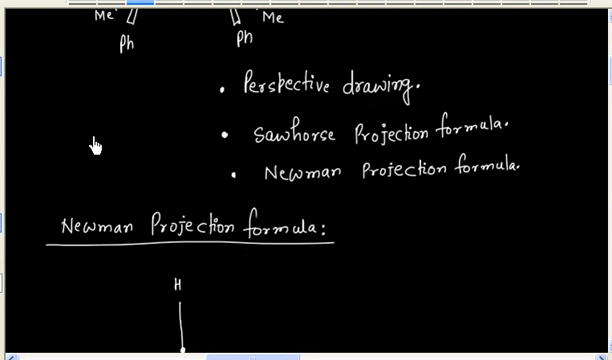 Me Me
Ph Ph
• Perspective drawing.
• Sawhorse Projection formula.
• Newman Projection formula.
Newman Projection formula:
H